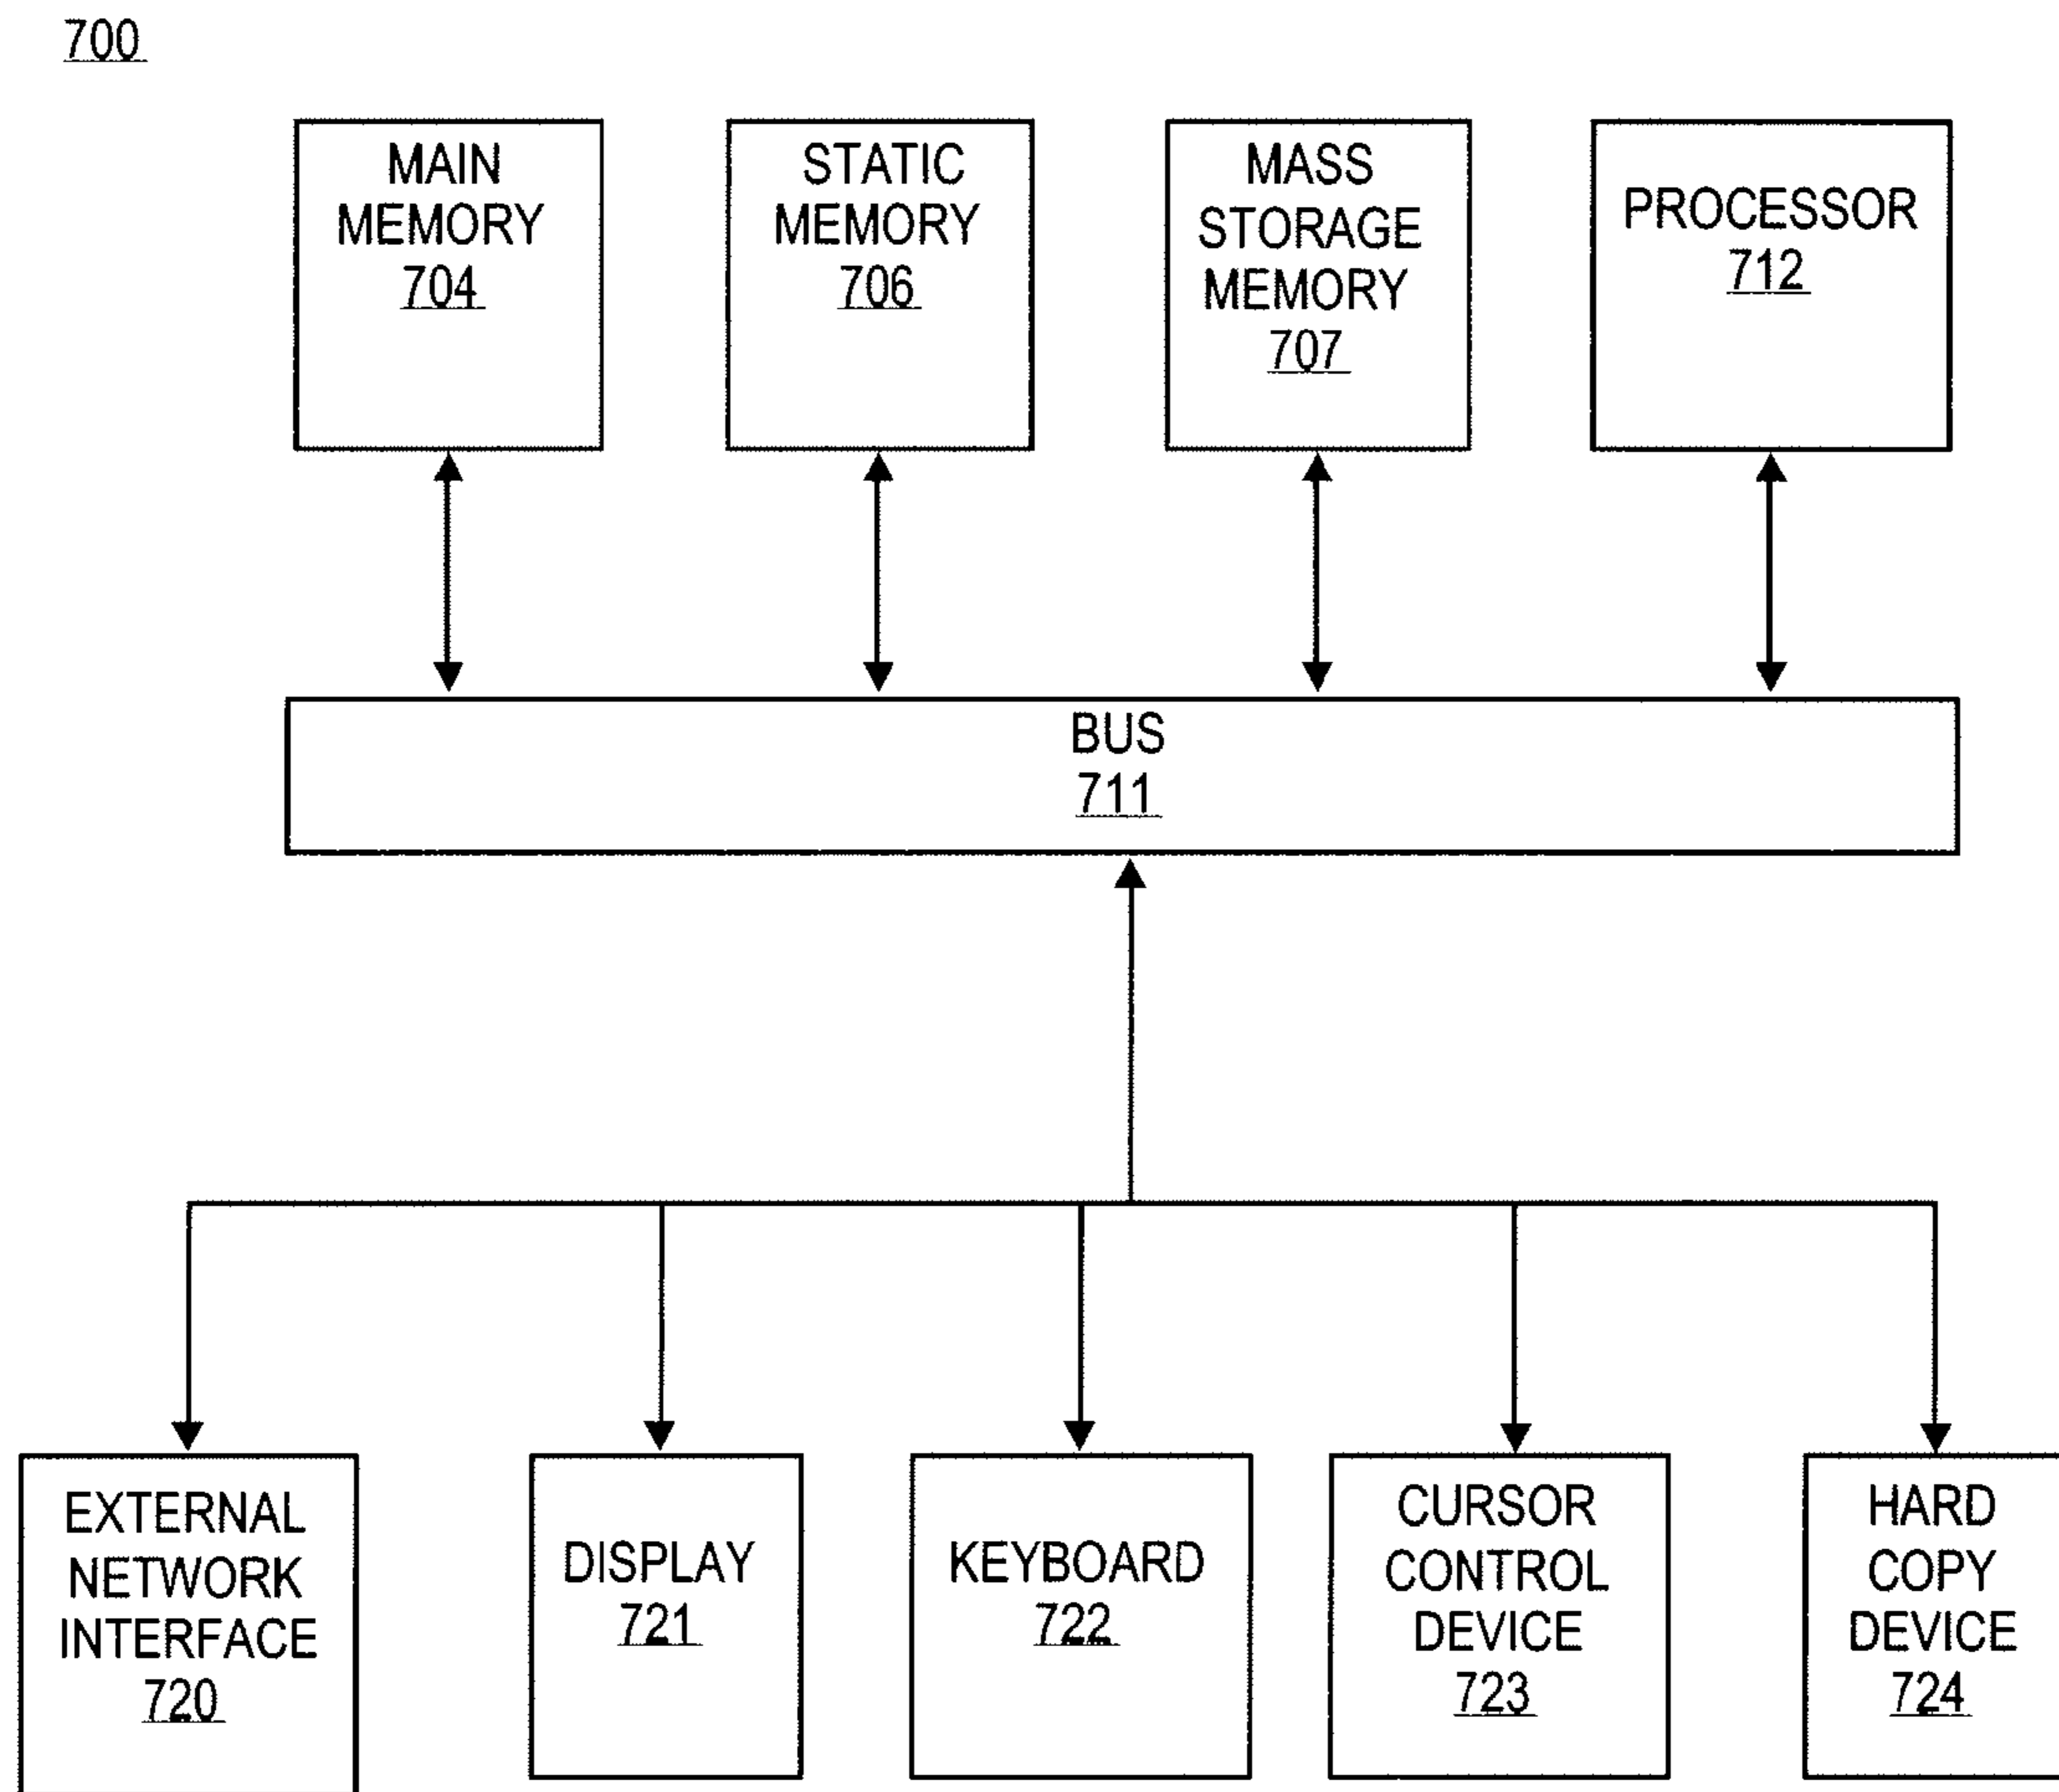 700
MAIN
MEMORY
704
STATIC
MEMORY
706
MASS
STORAGE
MEMORY
707
PROCESSOR
712
BUS
711
EXTERNAL
NETWORK
INTERFACE
720
DISPLAY
721
KEYBOARD
722
CURSOR
CONTROL
DEVICE
723
HARD
COPY
DEVICE
724